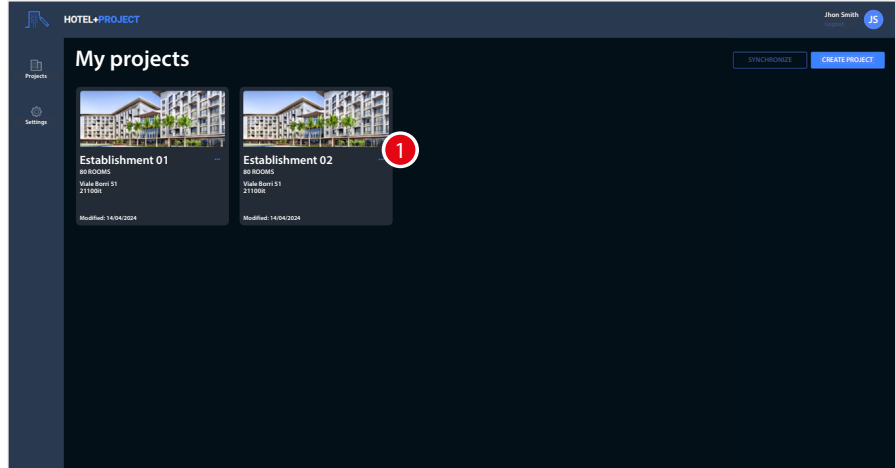 HOTEL+PROJECT
Jhon Smith
Logout
JS
My projects
SYNCHRONIZE
CREATE PROJECT
Projects
Settings
Establishment 01
...
80 ROOMS
Viale Borri 51
21100it
Modified: 14/04/2024
Establishment 02
...
80 ROOMS
Viale Borri 51
21100it
Modified: 14/04/2024
1